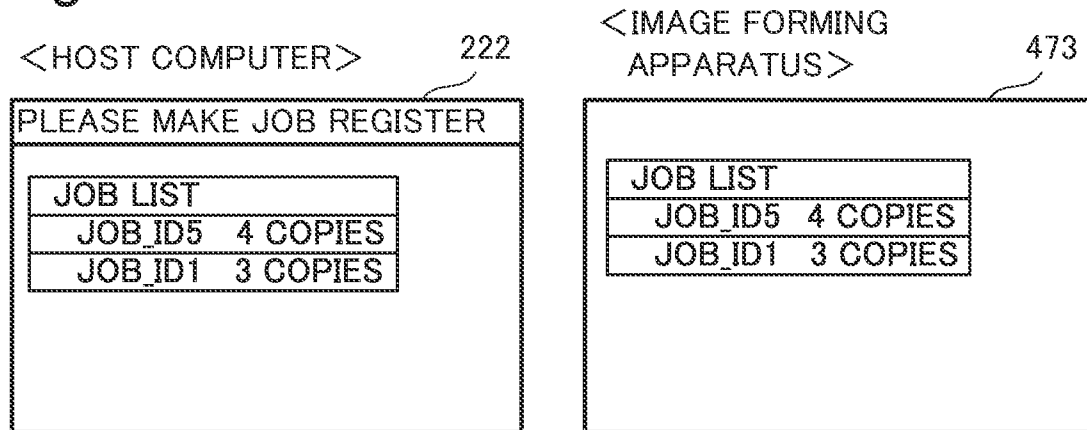 <HOST COMPUTER>
222
PLEASE MAKE JOB REGISTER
JOB LIST
JOB_ID5 4 COPIES
JOB_ID1 3 COPIES
<IMAGE FORMING
APPARATUS>
473
JOB LIST
JOB_ID5 4 COPIES
JOB_ID1 3 COPIES